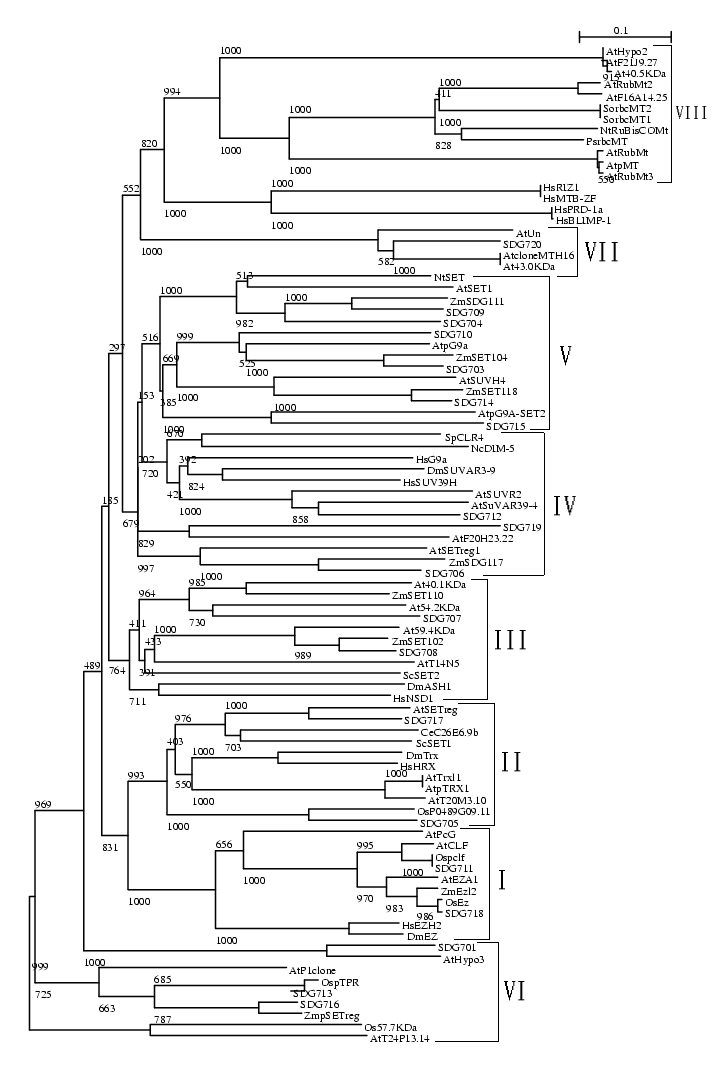 0.1
1000
AtHypo2
AtF21J9.27
At40.5KDa
994
1000
AtRubMt2
411
AtF16A14.25
1000
SorbcMT2
VIII
SorbcMT1
1000
NtRuBisCOMt
820
828
PsrbcMT
1000
AtRubMt
1000
AtpMT
AtRubMt3
552
1000
HsRIZ1
HsMTB-ZF
1000
HsPRD-1a
1000
HsBLIMP-1
AtUn
1000
SDG720
VII
582
AtcloneMTH16
1000
At43.0KDa
513
NtSET
1000
AtSET1
1000
ZmSDG111
SDG709
982
SDG704
516
999
SDG710
297
AtpG9a
V
669
525
ZmSET104
1000
SDG703
AtSUVH4
153
385
1000
ZmSET118
SDG714
1000
AtpG9A-SET2
1000
SDG715
670
SpCLR4
NcDIM-5
202
392
HsG9a
720
824
DmSUVAR3-9
HsSUV39H
421
AtSUVR2
185
1000
AtSuVAR39-4
IV
679
858
SDG712
SDG719
829
AtF20H23.22
AtSETreg1
997
ZmSDG117
1000
SDG706
985
At40.1KDa
964
ZmSET110
At54.2KDa
411
730
SDG707
1000
At59.4KDa
433
ZmSET102
III
989
SDG708
764
391
AtT14N5
489
ScSET2
711
DmASH1
HsNSD1
1000
AtSETreg
976
SDG717
403
703
CeC26E6.9b
ScSET1
1000
DmTrx
II
HsHRX
993
550
1000
AtTrx11
AtpTRX1
1000
AtT20M3.10
969
OsP0489G09.11
1000
SDG705
AtPcG
831
656
995
AtCLF
Ospclf
1000
SDG711
1000
AtEZA1
I
970
ZmEzl2
1000
983
OsEz
986
SDG718
HsEZH2
1000
DmEZ
SDG701
AtHypo3
999
1000
AtP1clone
685
OspTPR
725
SDG713
VI
663
SDG716
ZmpSETreg
787
Os57.7KDa
AtT24P13.14